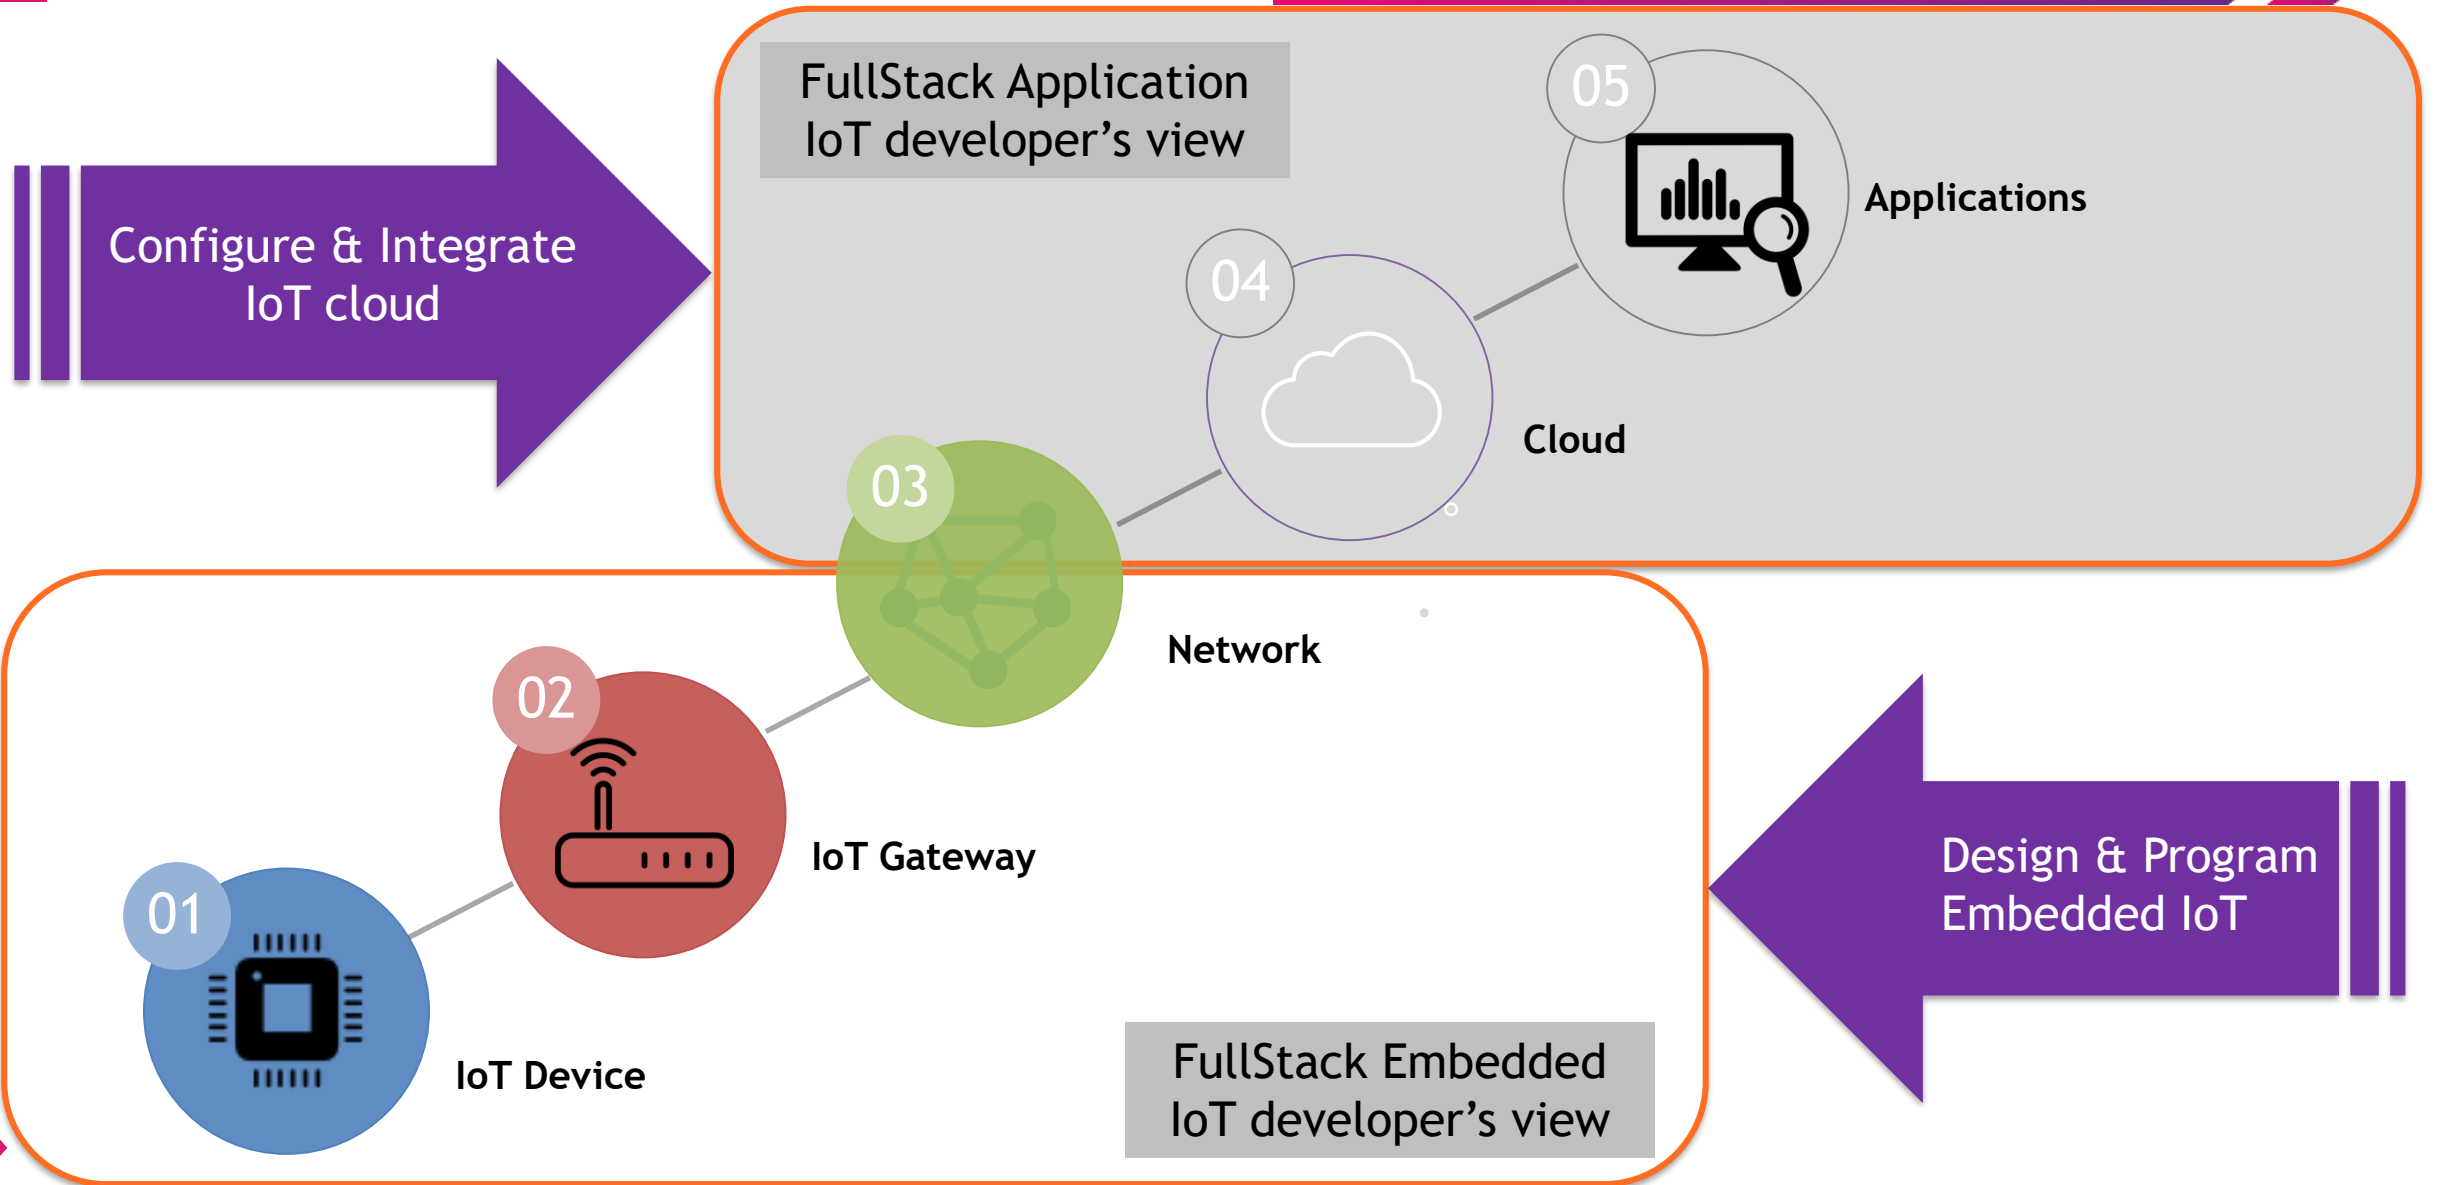 FullStack Application
IoT developer’s view
05
Applications
Configure & Integrate
IoT cloud
04
Cloud
03
Network
02
IoT Gateway
01
IoT Device
Design & Program
Embedded IoT
FullStack Embedded
IoT developer’s view